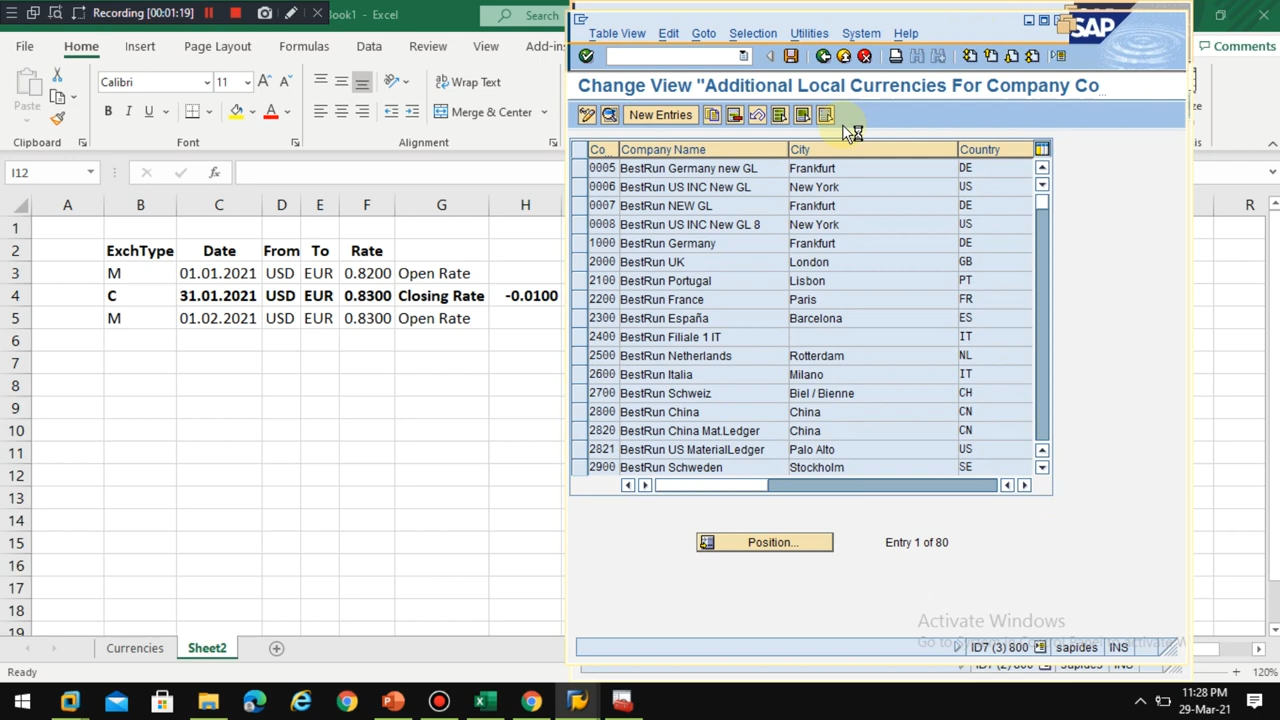 Recording [00:01:19]
Book1 - Excel
Search
Comments
File Home Insert Page Layout Formulas Data Review View Add-in
Paste
Calibri 11
B I U
Wrap Text
Merge & Center
Clipboard Font Alignment
I12
fx
A B C D E F G H R
1
2 ExchType Date From To Rate
3 M 01.01.2021 USD EUR 0.8200 Open Rate
4 C 31.01.2021 USD EUR 0.8300 Closing Rate -0.0100
5 M 01.02.2021 USD EUR 0.8300 Open Rate
6
7
8
9
10
11
12
13
14
15
16
17
18
19
Currencies Sheet2
Ready
120%
Table View Edit Goto Selection Utilities System Help
SAP
Change View "Additional Local Currencies For Company Co...
New Entries
Co... Company Name City Country
0005 BestRun Germany new GL Frankfurt DE
0006 BestRun US INC New GL New York US
0007 BestRun NEW GL Frankfurt DE
0008 BestRun US INC New GL 8 New York US
1000 BestRun Germany Frankfurt DE
2000 BestRun UK London GB
2100 BestRun Portugal Lisbon PT
2200 BestRun France Paris FR
2300 BestRun España Barcelona ES
2400 BestRun Filiale 1 IT IT
2500 BestRun Netherlands Rotterdam NL
2600 BestRun Italia Milano IT
2700 BestRun Schweiz Biel / Bienne CH
2800 BestRun China China CN
2820 BestRun China Mat.Ledger China CN
2821 BestRun US MaterialLedger Palo Alto US
2900 BestRun Schweden Stockholm SE
Position... Entry 1 of 80
Activate Windows
ID7 (3) 800 sapides INS
11:28 PM
29-Mar-21